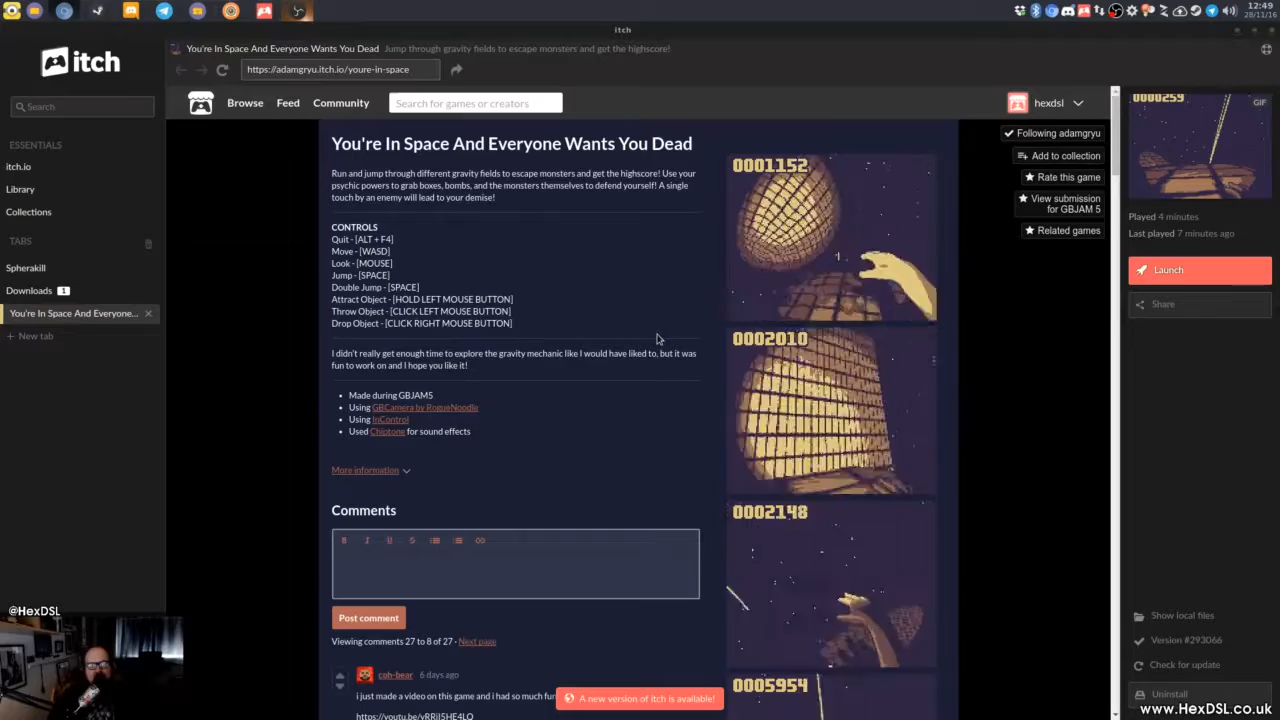 12:49
28/11/16
itch
itch
Search
ESSENTIALS
itch.io
Library
Collections
TABS
Spherakill
Downloads 1
You're In Space And Everyone...
+ New tab
You're In Space And Everyone Wants You Dead Jump through gravity fields to escape monsters and get the highscore!
https://adamgryu.itch.io/youre-in-space
Browse Feed Community
Search for games or creators
hexdsl
You're In Space And Everyone Wants You Dead
Run and jump through different gravity fields to escape monsters and get the highscore! Use your
psychic powers to grab boxes, bombs, and the monsters themselves to defend yourself! A single
touch by an enemy will lead to your demise!
CONTROLS
Quit - [ALT + F4]
Move - [WASD]
Look - [MOUSE]
Jump - [SPACE]
Double Jump - [SPACE]
Attract Object - [HOLD LEFT MOUSE BUTTON]
Throw Object - [CLICK LEFT MOUSE BUTTON]
Drop Object - [CLICK RIGHT MOUSE BUTTON]
I didn't really get enough time to explore the gravity mechanic like I would have liked to, but it was
fun to work on and I hope you like it!
• Made during GBJAM5
• Using GBCamera by RogueNoodle
• Using InControl
• Used Chiptone for sound effects
More information
Comments
B I U S
Post comment
Viewing comments 27 to 8 of 27 · Next page
coh-bear 6 days ago
i just made a video on this game and i had so much fun
https://youtu.be/yRRiI5HE4LQ
0001152
0002010
0002148
0005954
Following adamgryu
Add to collection
Rate this game
View submission
for GBJAM 5
Related games
0000259
GIF
Played 4 minutes
Last played 7 minutes ago
Launch
Share
Show local files
Version #293066
Check for update
Uninstall
A new version of itch is available!
@HexDSL
www.HexDSL.co.uk